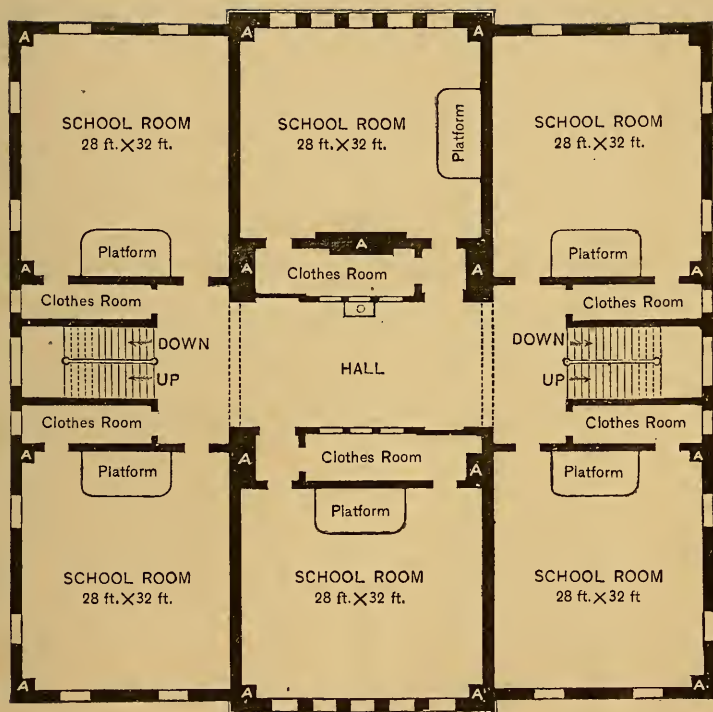 A A A A
SCHOOL ROOM
28 ft. X 32 ft.
SCHOOL ROOM
28 ft. X 32 ft.
Platform
SCHOOL ROOM
28 ft. X 32 ft.
Platform
Platform
A A A A A
Clothes Room
Clothes Room
Clothes Room
DOWN
UP
HALL
DOWN
UP
Clothes Room
Clothes Room
Clothes Room
A A A A
Platform
Platform
Platform
SCHOOL ROOM
28 ft. X 32 ft.
SCHOOL ROOM
28 ft. X 32 ft.
SCHOOL ROOM
28 ft. X 32 ft
A A A A